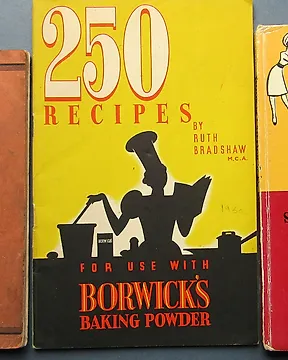 250
RECIPES
BY
RUTH
BRADSHAW
M.C.A.
FOR USE WITH
BORWICK'S
BAKING POWDER